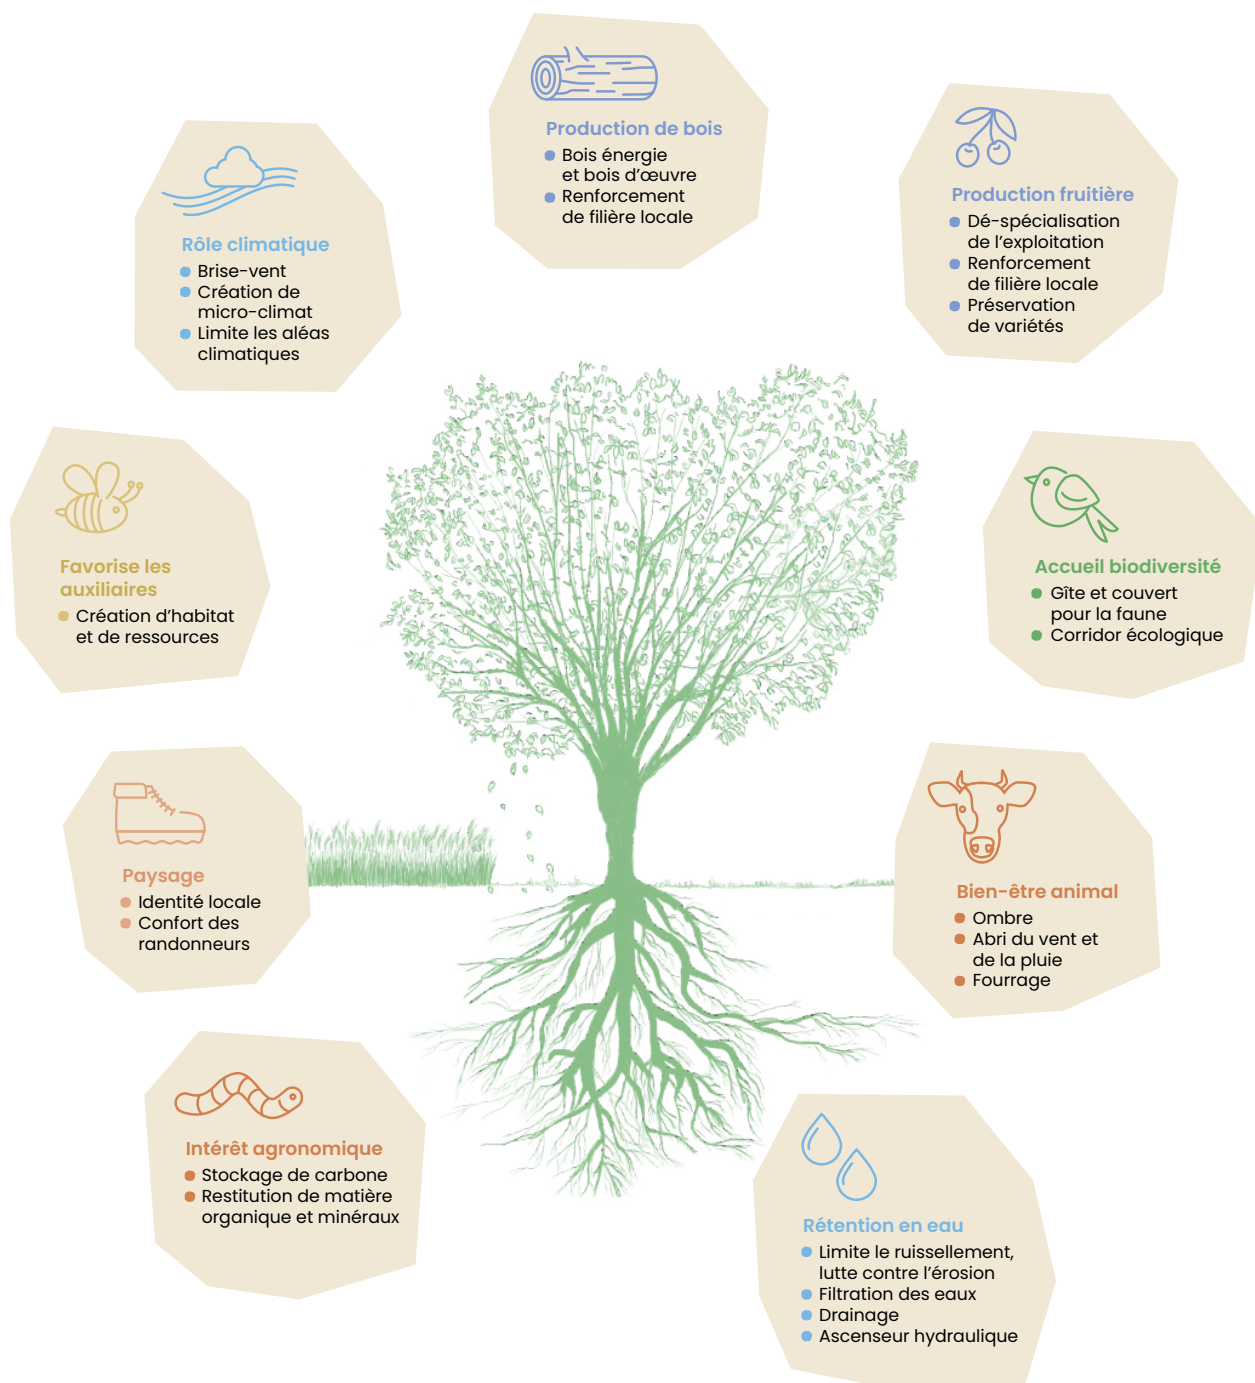 Production de bois
Bois énergie
et bois d'œuvre
Renforcement
de filière locale
Production fruitière
Dé-spécialisation
de l'exploitation
Renforcement
de filière locale
Préservation
de variétés
Rôle climatique
Brise-vent
Création de
micro-climat
Limite les aléas
climatiques
Favorise les
auxiliaires
Création d'habitat
et de ressources
Accueil biodiversité
Gîte et couvert
pour la faune
Corridor écologique
Paysage
Identité locale
Confort des
randonneurs
Bien-être animal
Ombre
Abri du vent et
de la pluie
Fourrage
Intérêt agronomique
Stockage de carbone
Restitution de matière
organique et minéraux
Rétention en eau
Limite le ruissellement,
lutte contre l'érosion
Filtration des eaux
Drainage
Ascenseur hydraulique